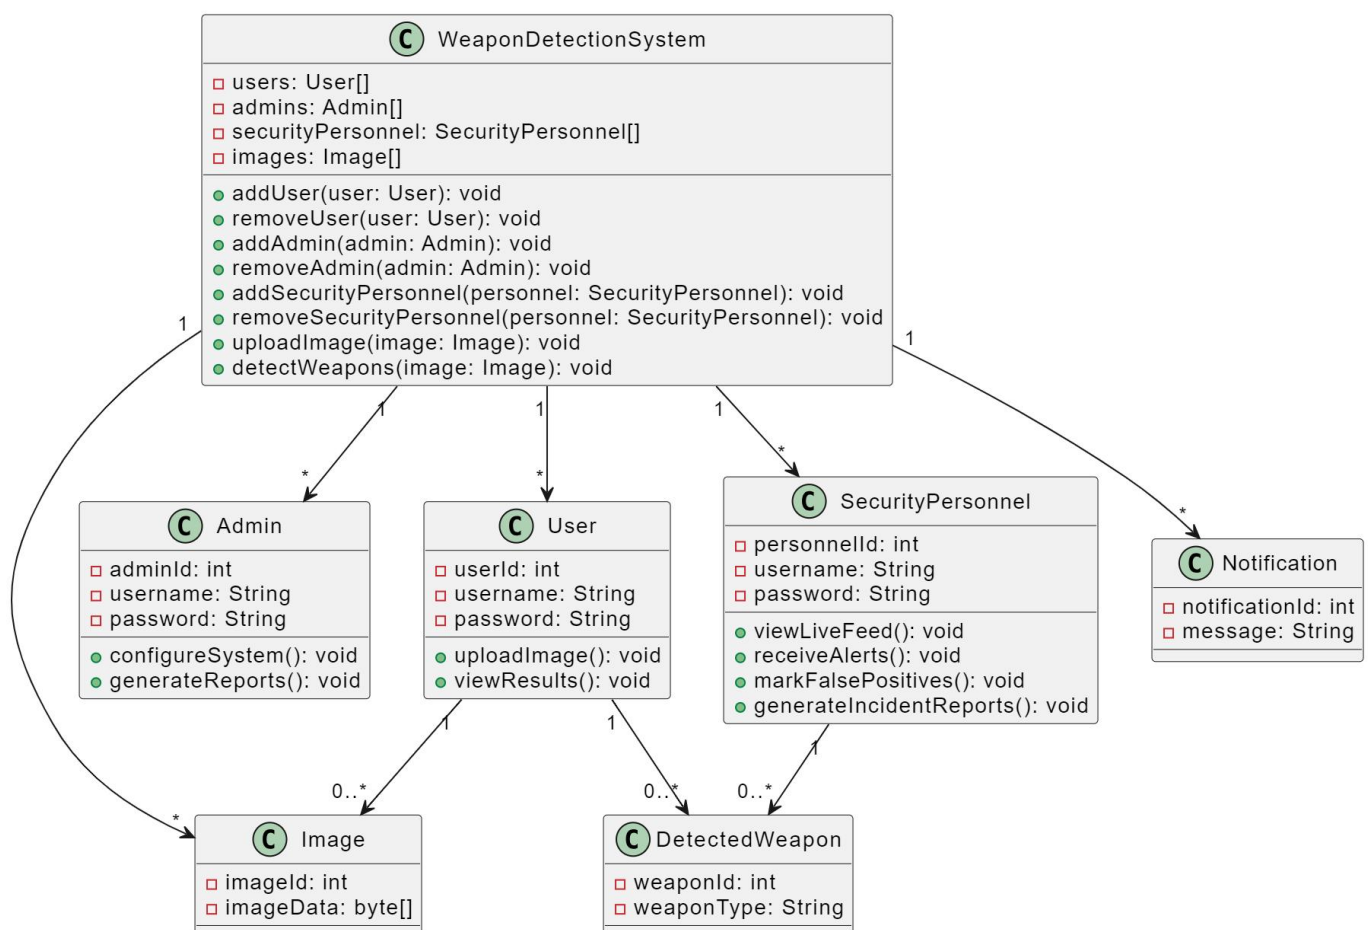 C WeaponDetectionSystem
users: User[]
admins: Admin[]
securityPersonnel: SecurityPersonnel[]
images: Image[]
addUser(user: User): void
removeUser(user: User): void
addAdmin(admin: Admin): void
removeAdmin(admin: Admin): void
addSecurityPersonnel(personnel: SecurityPersonnel): void
removeSecurityPersonnel(personnel: SecurityPersonnel): void
uploadImage(image: Image): void
detectWeapons(image: Image): void
1
1
1
1
1
*
*
*
*
*
C Admin
adminId: int
username: String
password: String
configureSystem(): void
generateReports(): void
C User
userId: int
username: String
password: String
uploadImage(): void
viewResults(): void
C SecurityPersonnel
personnelId: int
username: String
password: String
viewLiveFeed(): void
receiveAlerts(): void
markFalsePositives(): void
generateIncidentReports(): void
C Notification
notificationId: int
message: String
1
1
1
0..*
0..*
0..*
C Image
imageId: int
imageData: byte[]
C DetectedWeapon
weaponId: int
weaponType: String